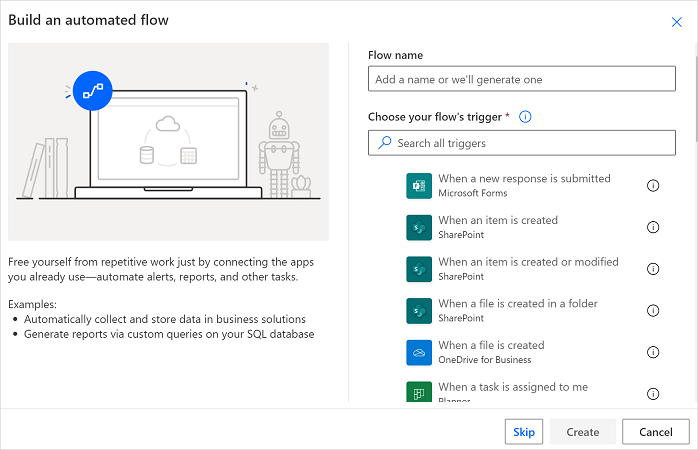 Build an automated flow
Free yourself from repetitive work just by connecting the apps
you already use—automate alerts, reports, and other tasks.
Examples:
• Automatically collect and store data in business solutions
• Generate reports via custom queries on your SQL database
Flow name
Add a name or we'll generate one
Choose your flow's trigger *
Search all triggers
When a new response is submitted
Microsoft Forms
When an item is created
SharePoint
When an item is created or modified
SharePoint
When a file is created in a folder
SharePoint
When a file is created
OneDrive for Business
When a task is assigned to me
Planner
Skip
Create
Cancel